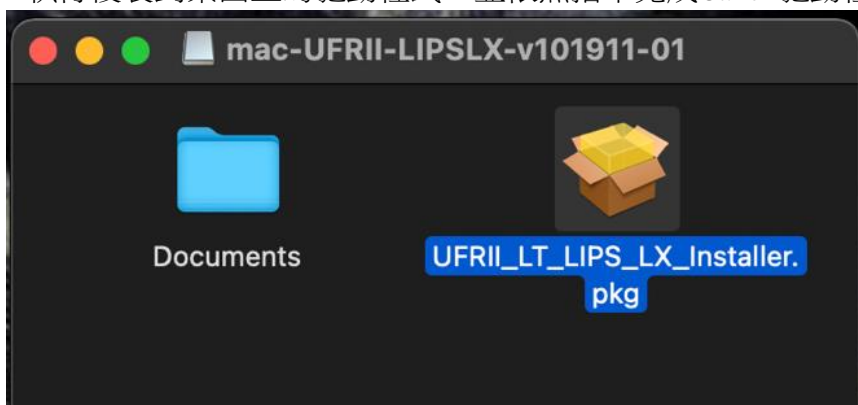 mac-UFRII-LIPSLX-v101911-01
Documents
UFRII_LT_LIPS_LX_Installer.
pkg